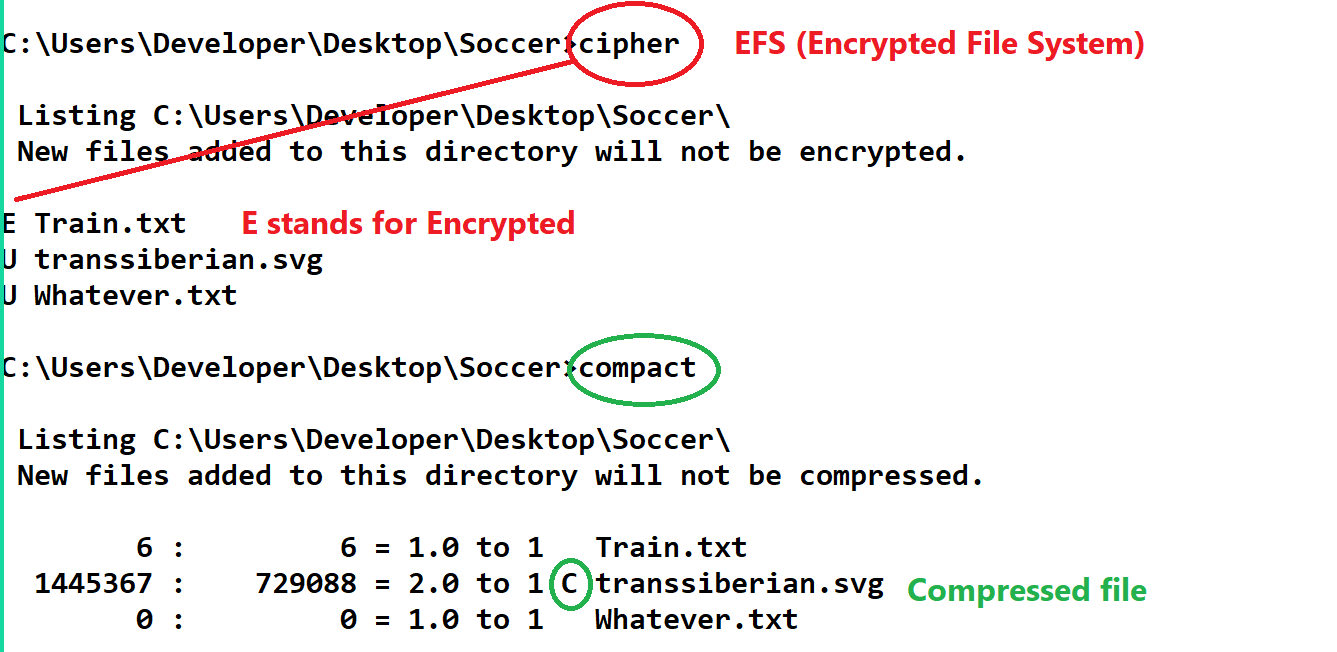 C:\Users\Developer\Desktop\Soccer>cipher EFS (Encrypted File System)
Listing C:\Users\Developer\Desktop\Soccer\
New files added to this directory will not be encrypted.
E Train.txt E stands for Encrypted
U transsiberian.svg
U Whatever.txt
C:\Users\Developer\Desktop\Soccer>compact
Listing C:\Users\Developer\Desktop\Soccer\
New files added to this directory will not be compressed.
6 : 6 = 1.0 to 1 Train.txt
1445367 : 729088 = 2.0 to 1 C transsiberian.svg Compressed file
0 : 0 = 1.0 to 1 Whatever.txt